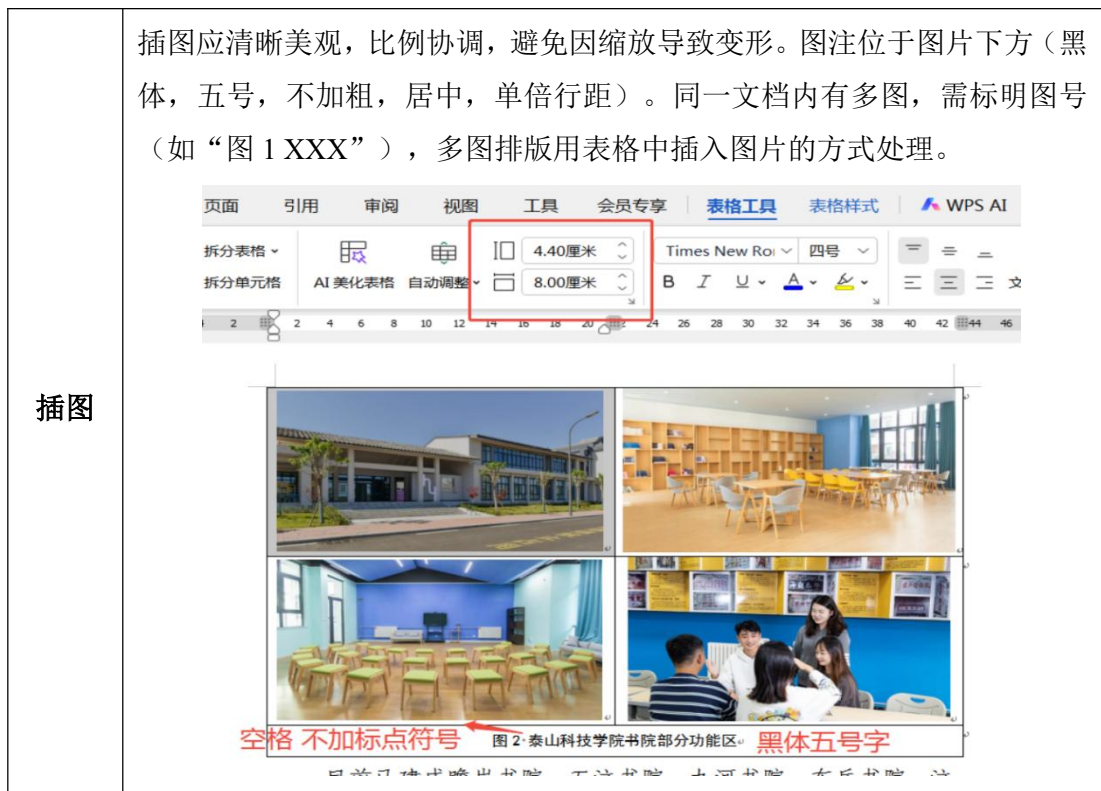 插图应清晰美观，比例协调，避免因缩放导致变形。图注位于图片下方（黑
体，五号，不加粗，居中，单倍行距）。同一文档内有多图，需标明图号
（如“图 1 XXX”），多图排版用表格中插入图片的方式处理。
页面 引用 审阅 视图 工具 会员专享 表格工具 表格样式 WPS AI
拆分表格 4.40厘米 Times New Ro 四号
拆分单元格 AI 美化表格 自动调整 8.00厘米 B I U A
2 2 4 6 8 10 12 14 16 18 20 24 26 28 30 32 34 36 38 40 42 44 46
插图
空格 不加标点符号 图 2·泰山科技学院书院部分功能区 黑体五号字